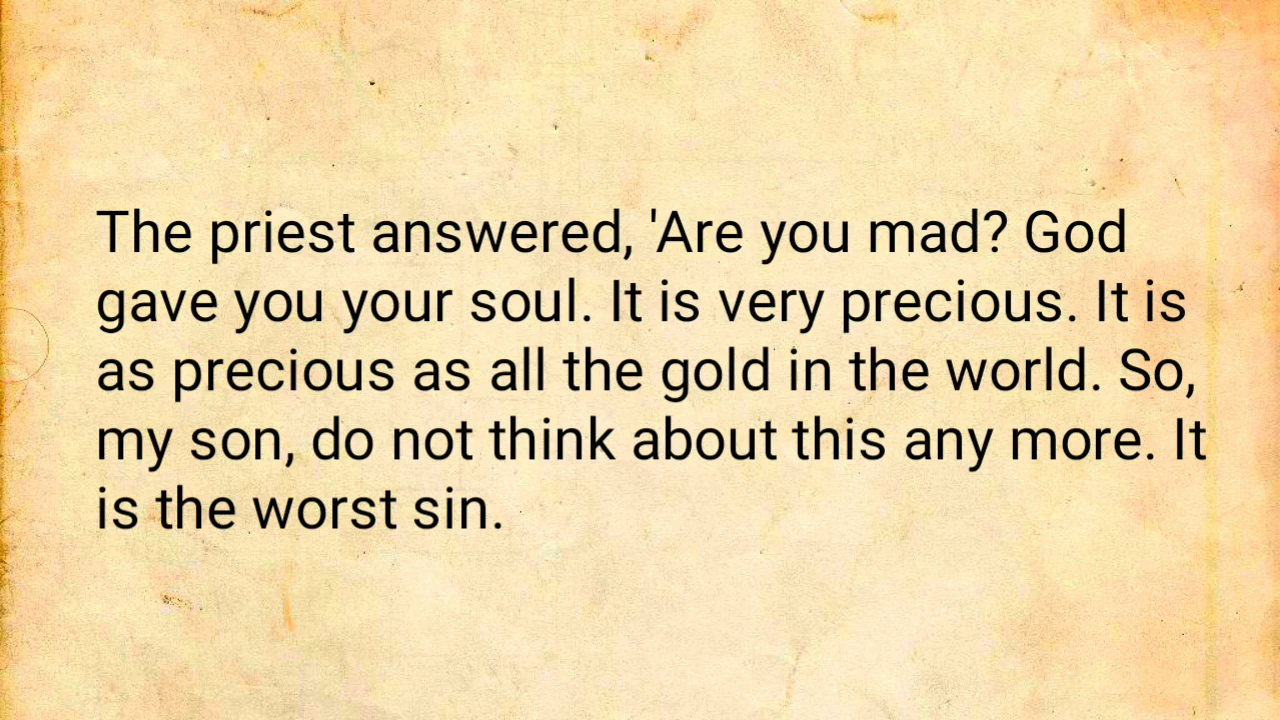 The priest answered, 'Are you mad? God
gave you your soul. It is very precious. It is
as precious as all the gold in the world. So,
my son, do not think about this any more. It
is the worst sin.